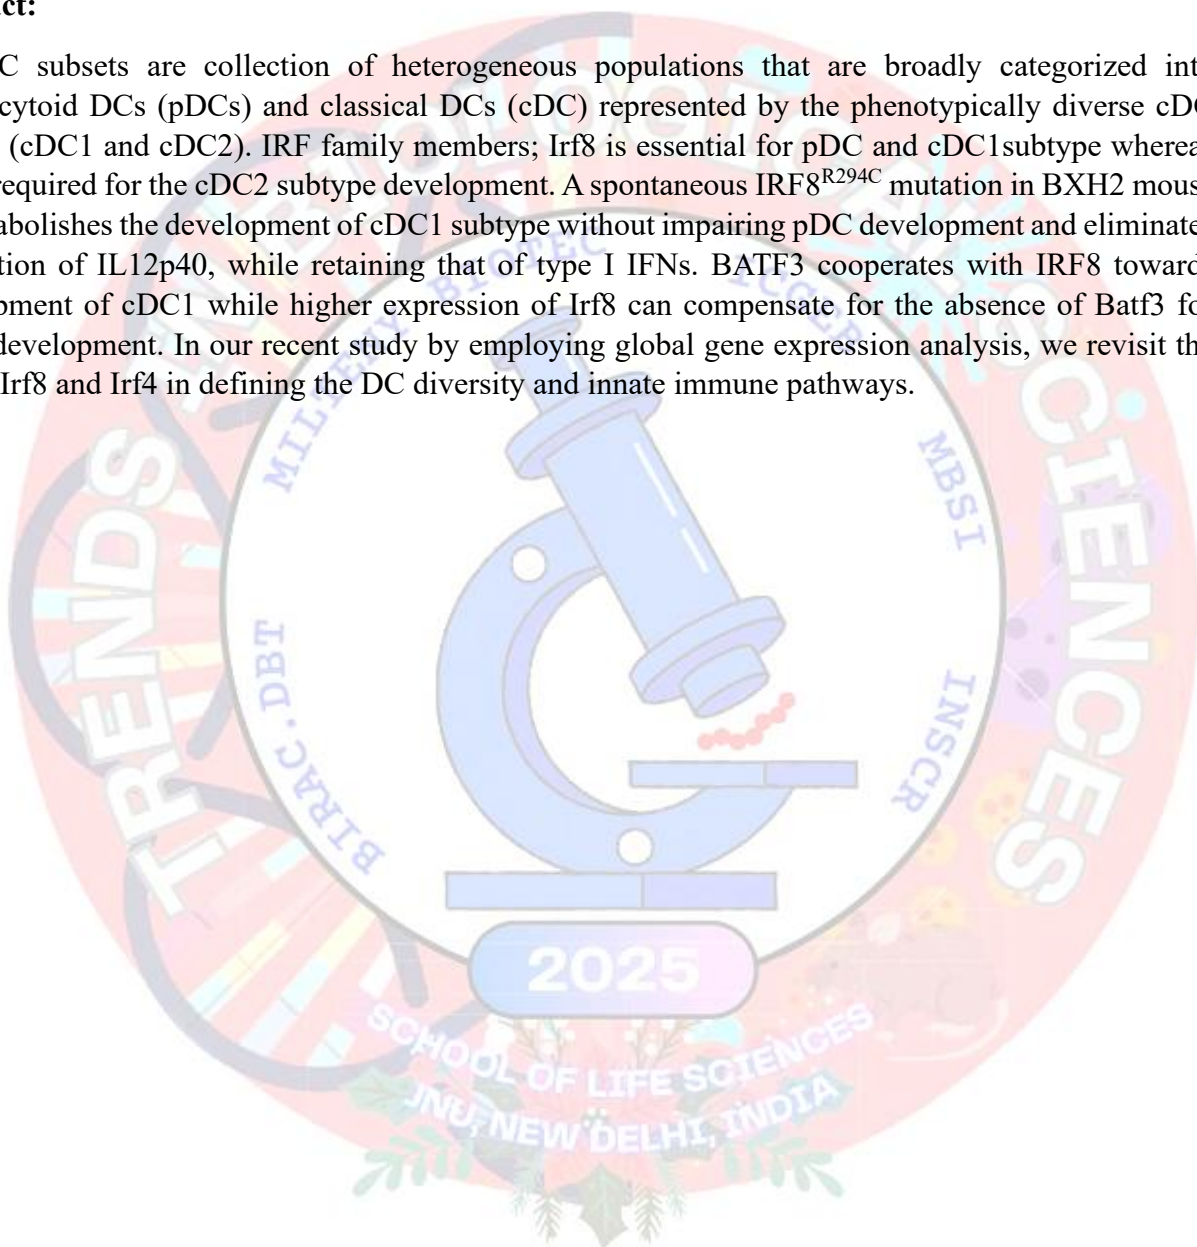 ct:
C subsets are collection of heterogeneous populations that are broadly categorized int
cytoid DCs (pDCs) and classical DCs (cDC) represented by the phenotypically diverse cD
(cDC1 and cDC2). IRF family members; Irf8 is essential for pDC and cDC1subtype wherea
required for the cDC2 subtype development. A spontaneous IRF8R294C mutation in BXH2 mous
abolishes the development of cDC1 subtype without impairing pDC development and eliminate
tion of IL12p40, while retaining that of type I IFNs. BATF3 cooperates with IRF8 toward
pment of cDC1 while higher expression of Irf8 can compensate for the absence of Batf3 fo
development. In our recent study by employing global gene expression analysis, we revisit th
Irf8 and Irf4 in defining the DC diversity and innate immune pathways.
TRENDS
SCIENCES
BIOTEC
MBSI
INSCR
BIRAC.DBT
2025
SCHOOL OF LIFE SCIENCES
JNU, NEW DELHI, INDIA